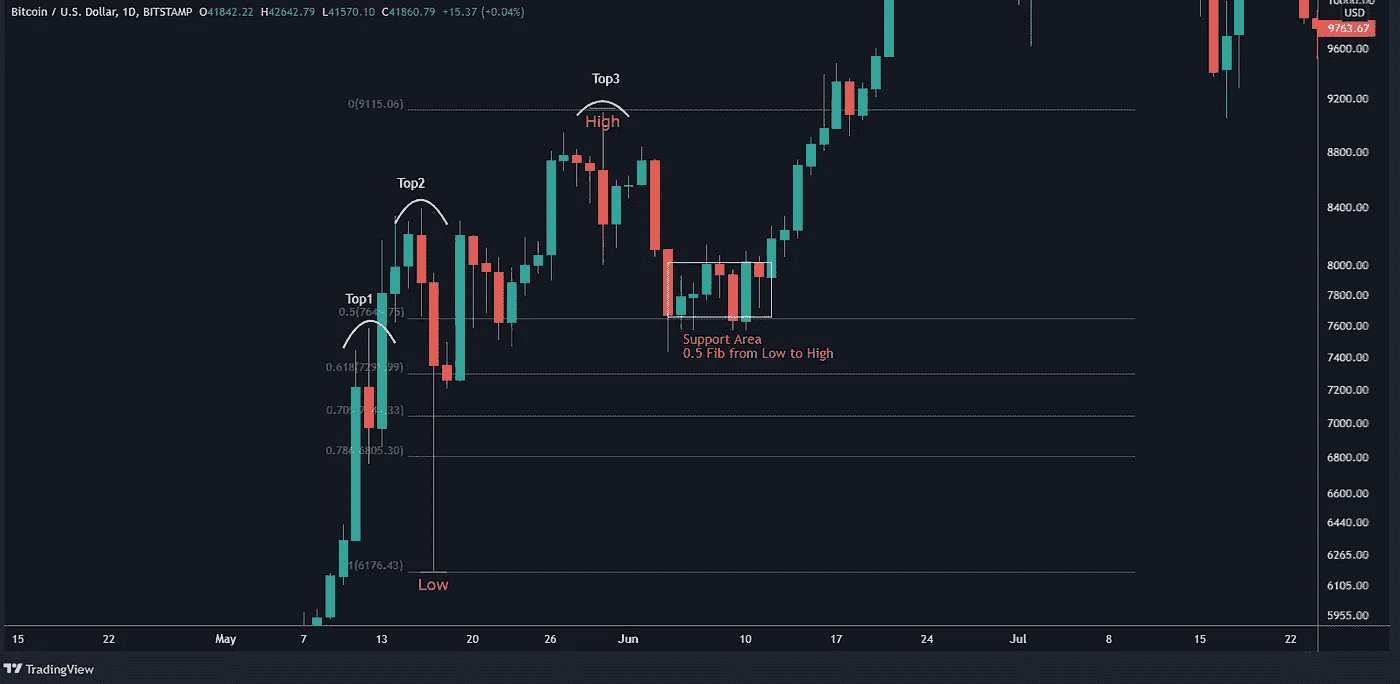 Bitcoin / U.S. Dollar, 1D, BITSTAMP O41842.22 H42642.79 L41570.10 C41860.79 +15.37 (+0.04%)
USD
9763.67
9600.00
Top3
0(9115.06)
9200.00
High
8800.00
Top2
8400.00
8000.00
Top1
7800.00
7600.00
Support Area
0.5 Fib from Low to High
7400.00
7200.00
7000.00
6800.00
6600.00
6440.00
1(6176.43)
6265.00
Low
6105.00
5955.00
15 22 May 7 13 20 26 Jun 10 17 24 Jul 8 15 22
TradingView